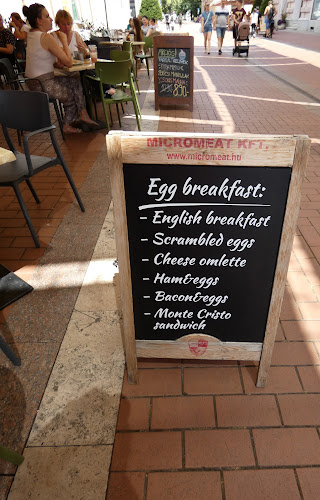 MICROMEAT KFT.
www.micromeat.hu
Egg breakfast:
- English breakfast
- Scrambled eggs
- Cheese omlette
- Ham&eggs
- Bacon&eggs
- Monte Cristo
sandwich